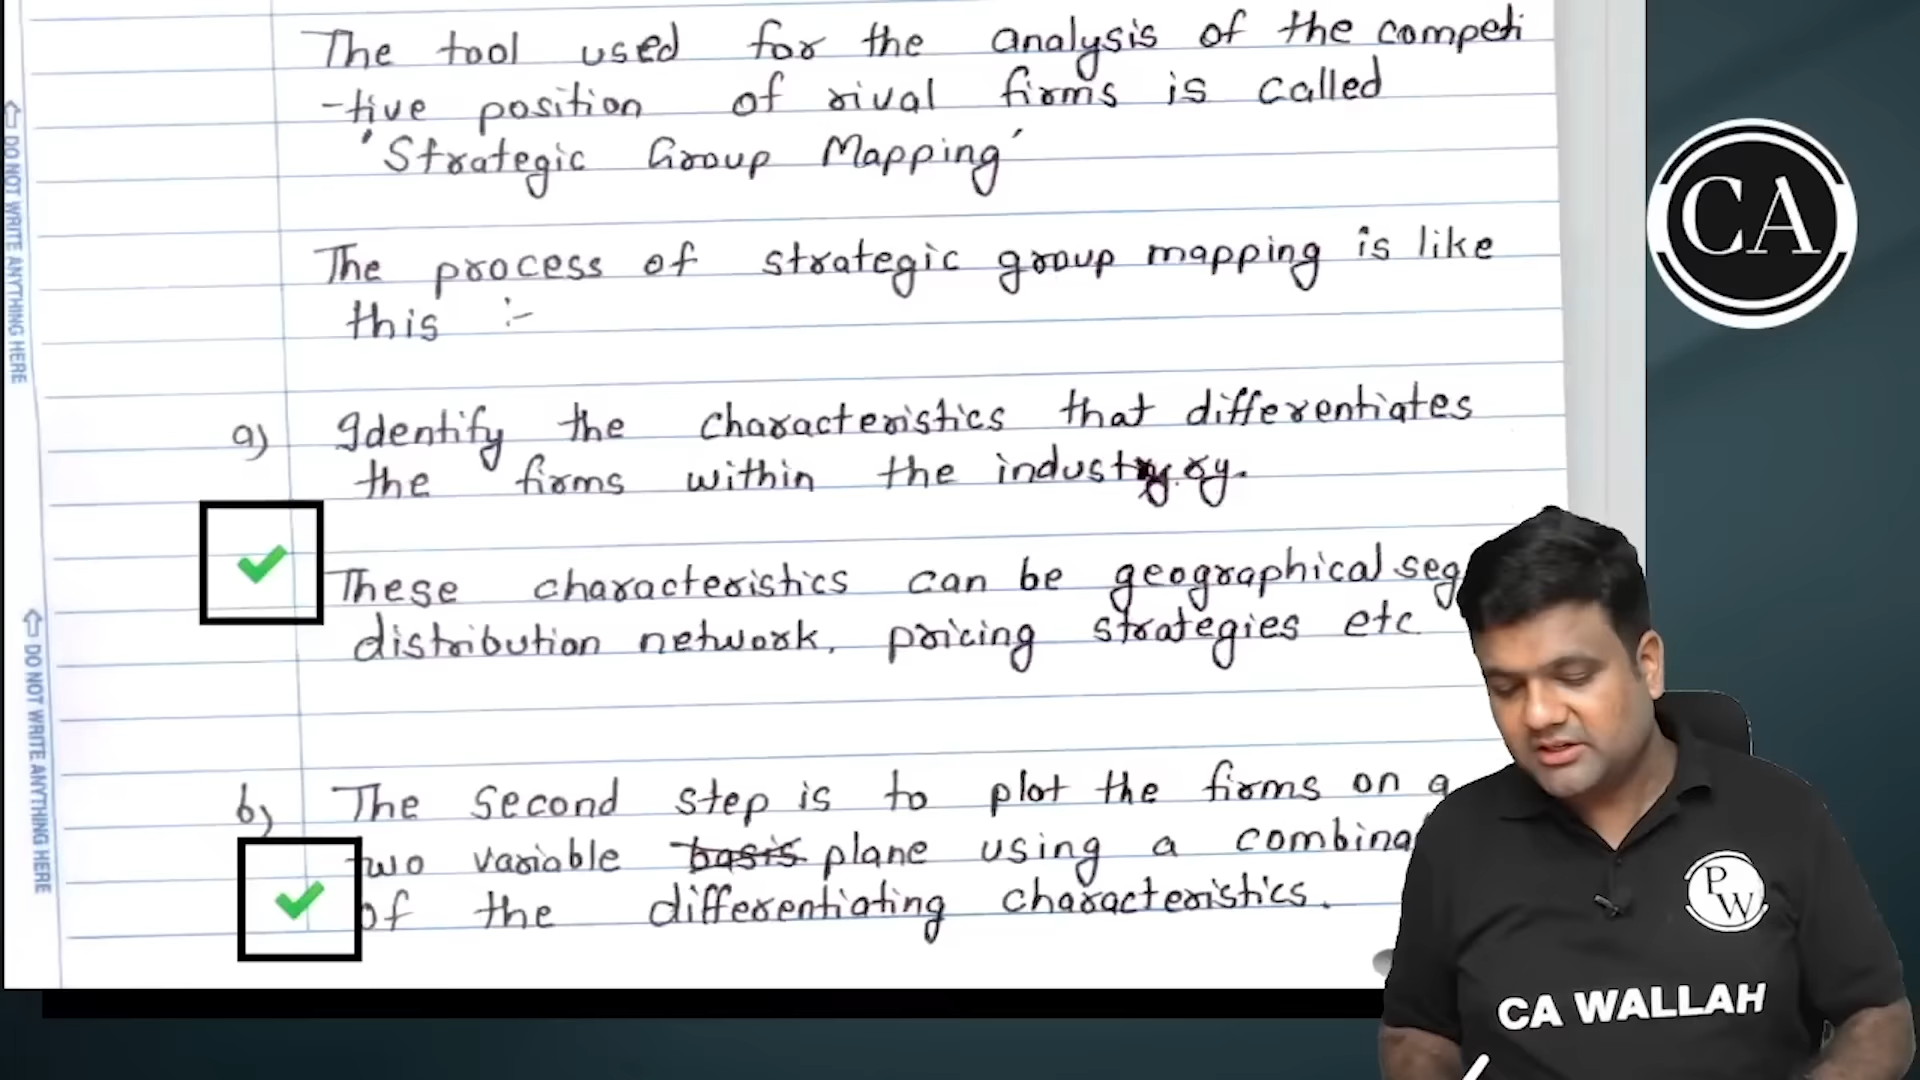 The tool used for the analysis of the competi
-tive position of rival firms is called
'Strategic Group Mapping'
The process of strategic group mapping is like
this :-
a) Identify the characteristics that differentiates
the firms within the industry.
These characteristics can be geographical seg
distribution network, pricing strategies etc
b) The second step is to plot the firms on a
two variable basis plane using a combina
of the differentiating characteristics.
DO NOT WRITE ANYTHING HERE
DO NOT WRITE ANYTHING HERE
CA
PW
CA WALLAH